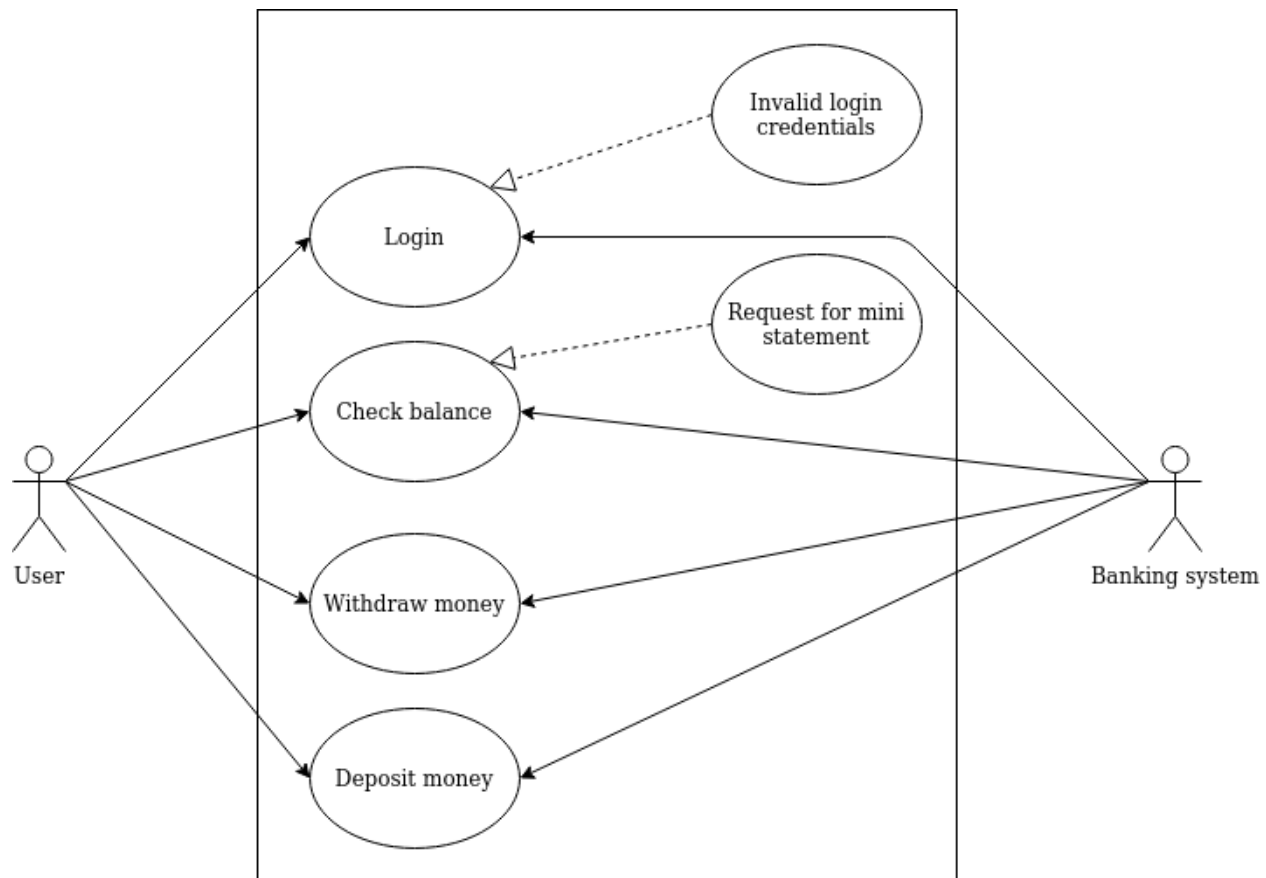 Invalid login
credentials
Login
Request for mini
statement
Check balance
User
Banking system
Withdraw money
Deposit money